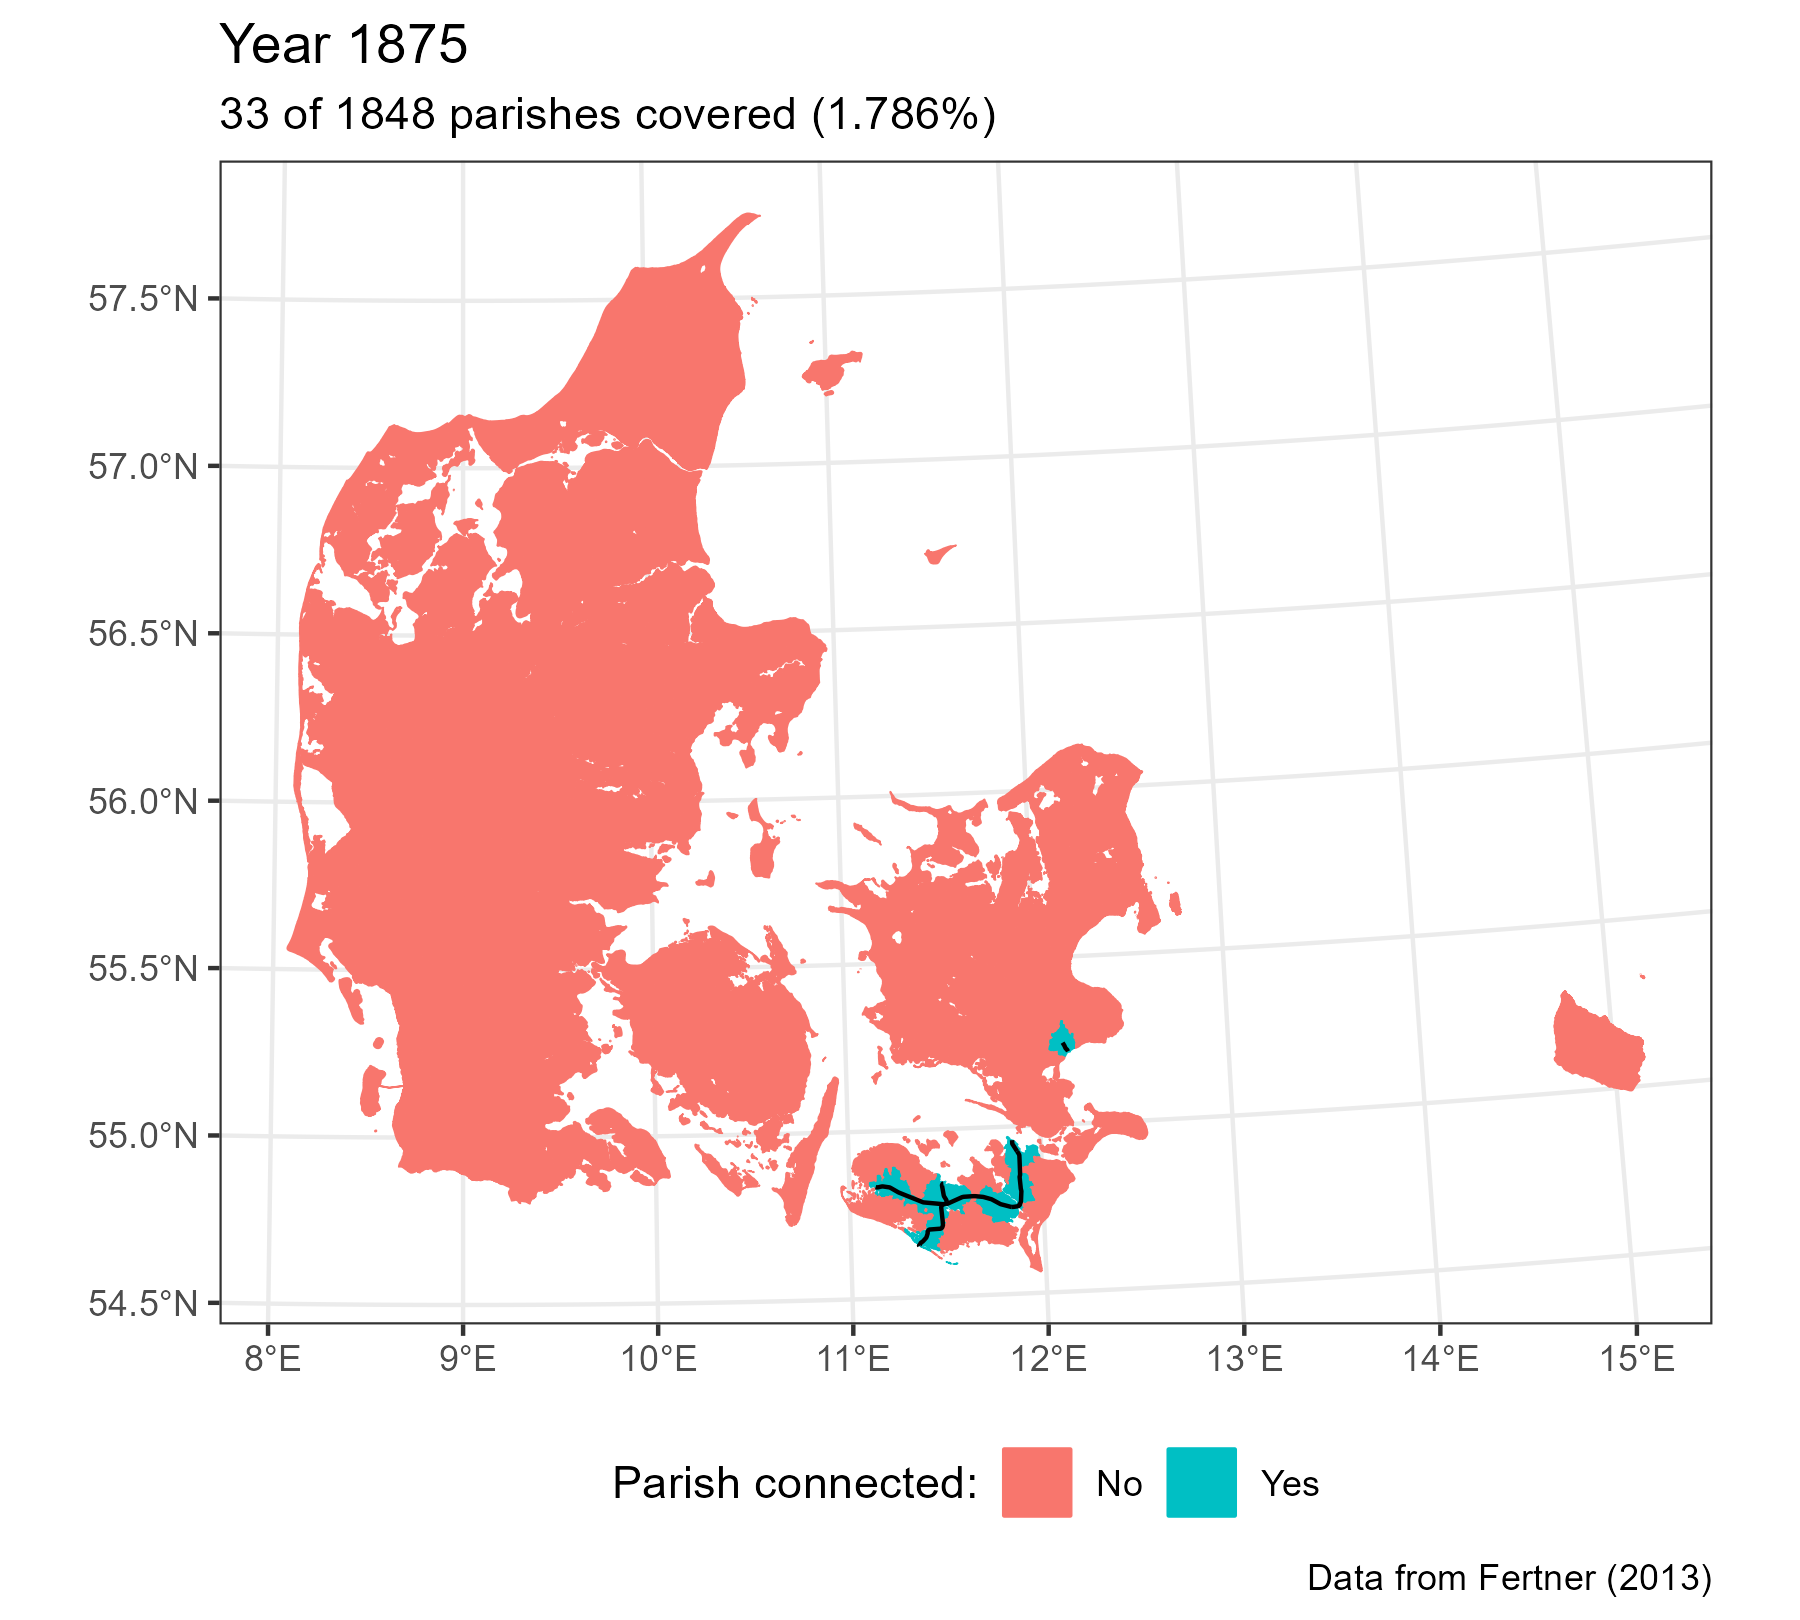 Year 1875
33 of 1848 parishes covered (1.786%)
57.5°N
57.0°N
56.5°N
56.0°N
55.5°N
55.0°N
54.5°N
8°E 9°E 10°E 11°E 12°E 13°E 14°E 15°E
Parish connected: No Yes
Data from Fertner (2013)